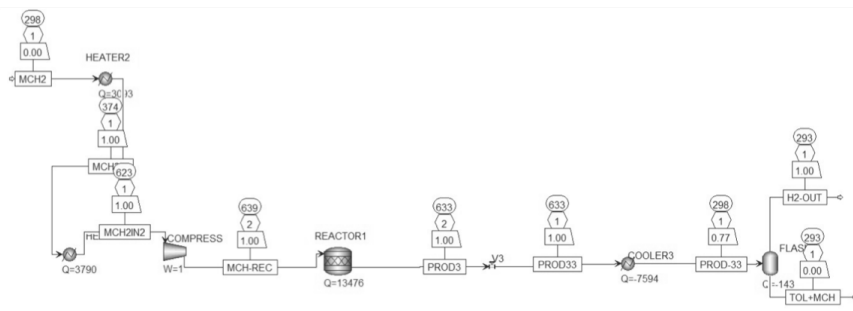 298
1
0.00
MCH2
HEATER2
374
1
1.00
623
1
1.00
MCH2IN2
Q=3790
COMPRESS
W=1
639
2
1.00
MCH-REC
REACTOR1
Q=13476
633
2
1.00
PROD3
V3
633
1
1.00
PROD33
COOLER3
Q=-7594
298
1
0.77
PROD-33
293
1
1.00
H2-OUT
293
1
0.00
TOL+MCH